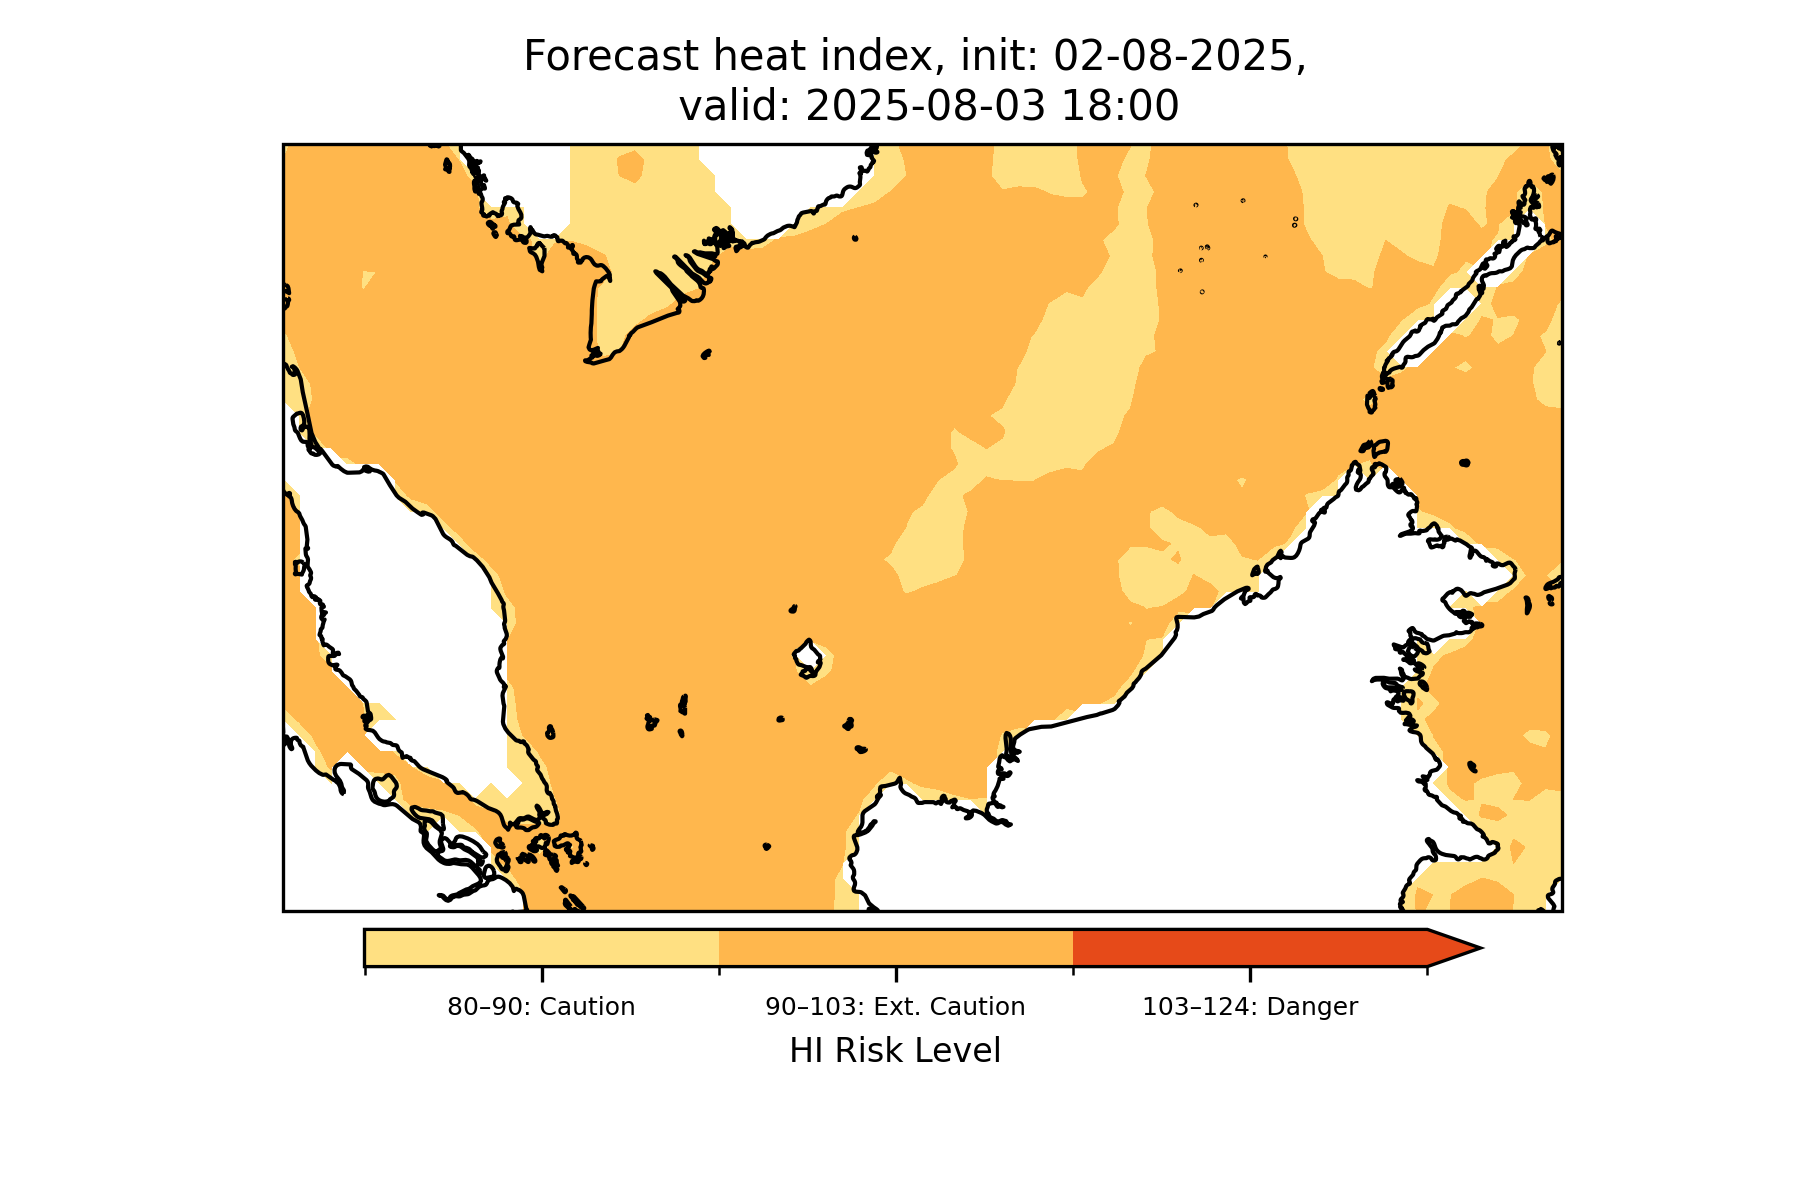 Forecast heat index, init: 02-08-2025,
valid: 2025-08-03 18:00
80–90: Caution
90–103: Ext. Caution
103–124: Danger
HI Risk Level